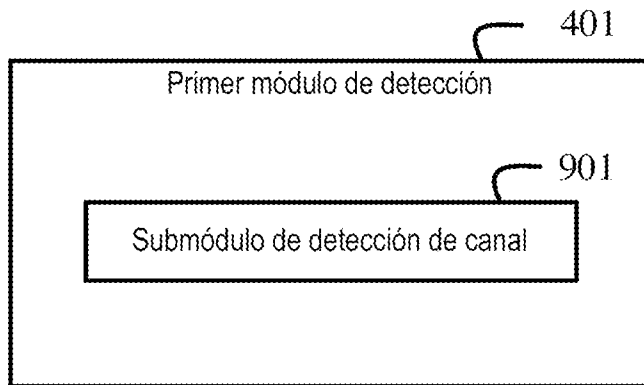 401
Primer módulo de detección
901
Submódulo de detección de canal